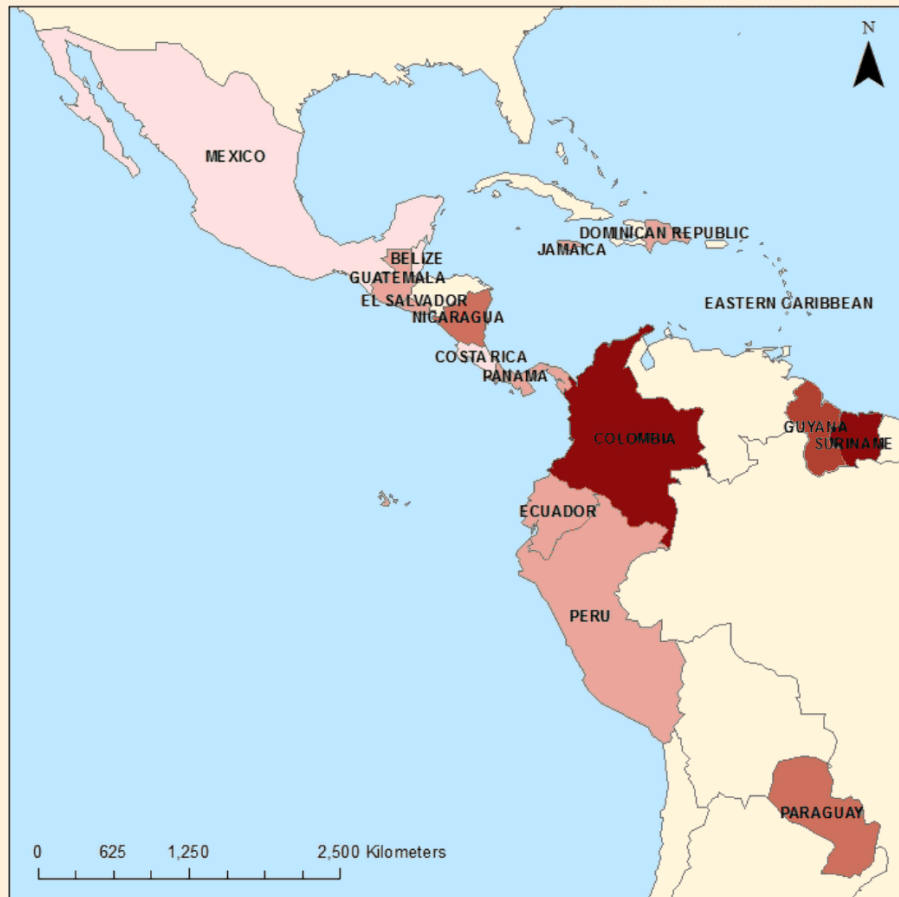 N
MEXICO
DOMINICAN REPUBLIC
JAMAICA
BELIZE
GUATEMALA
EL SALVADOR
EASTERN CARIBBEAN
NICARAGUA
COSTA RICA
PANAMA
GUYANA
COLOMBIA
SURINAME
ECUADOR
PERU
PARAGUAY
0 625 1,250 2,500 Kilometers